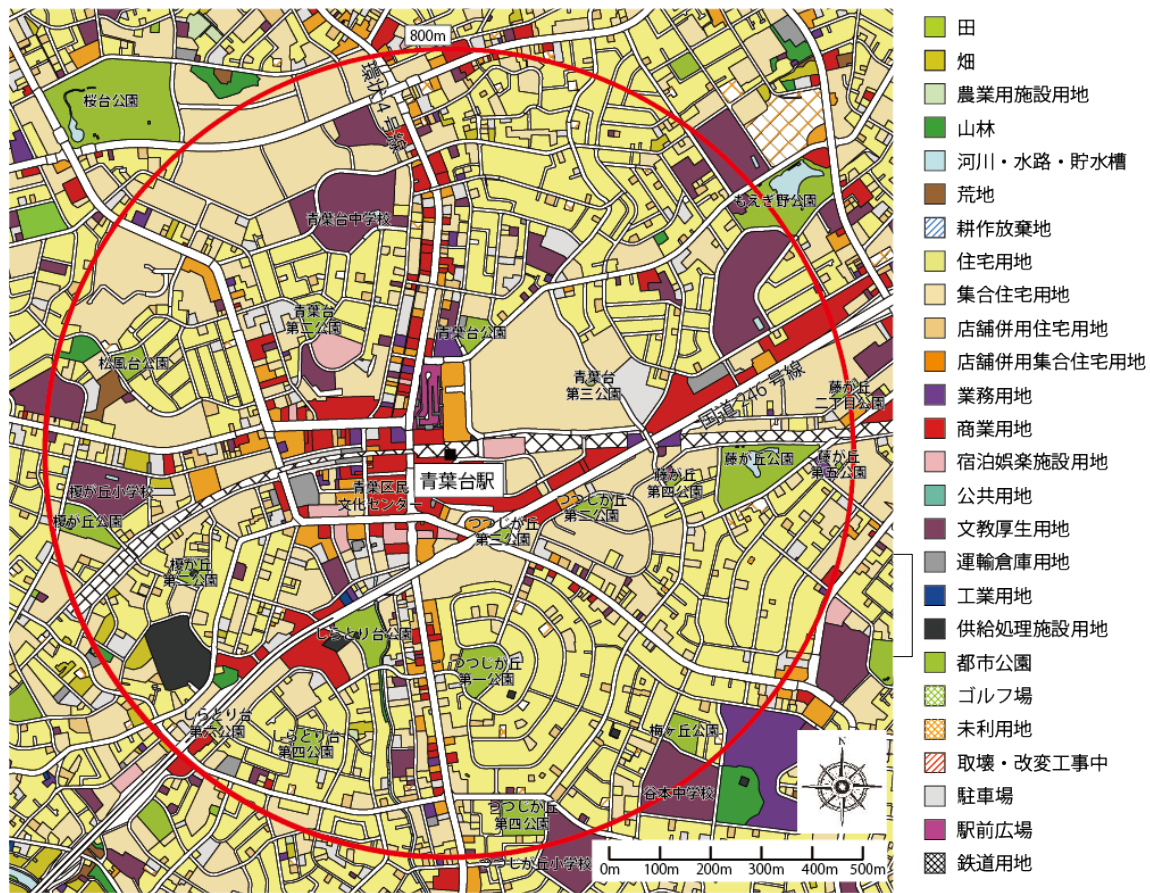 800m
環状4号線
桜台公園
青葉台中学校
もえぎ野公園
青葉台
第二公園
青葉台公園
松風台公園
青葉台
第三公園
国道246号線
藤が丘
二丁目公園
藤が丘公園
藤が丘
第五公園
藤が丘
第四公園
青葉台駅
青葉区民
文化センター
榎が丘小学校
榎が丘公園
つつじが丘
第二公園
つつじが丘
第三公園
榎が丘
第二公園
しらとり台公園
つつじが丘
第一公園
しらとり台
第六公園
しらとり台
第四公園
梅ケ丘公園
谷本中学校
つつじが丘
第四公園
つつじが丘小学校
N
0m 100m 200m 300m 400m 500m
田
畑
農業用施設用地
山林
河川・水路・貯水槽
荒地
耕作放棄地
住宅用地
集合住宅用地
店舗併用住宅用地
店舗併用集合住宅用地
業務用地
商業用地
宿泊娯楽施設用地
公共用地
文教厚生用地
運輸倉庫用地
工業用地
供給処理施設用地
都市公園
ゴルフ場
未利用地
取壊・改変工事中
駐車場
駅前広場
鉄道用地